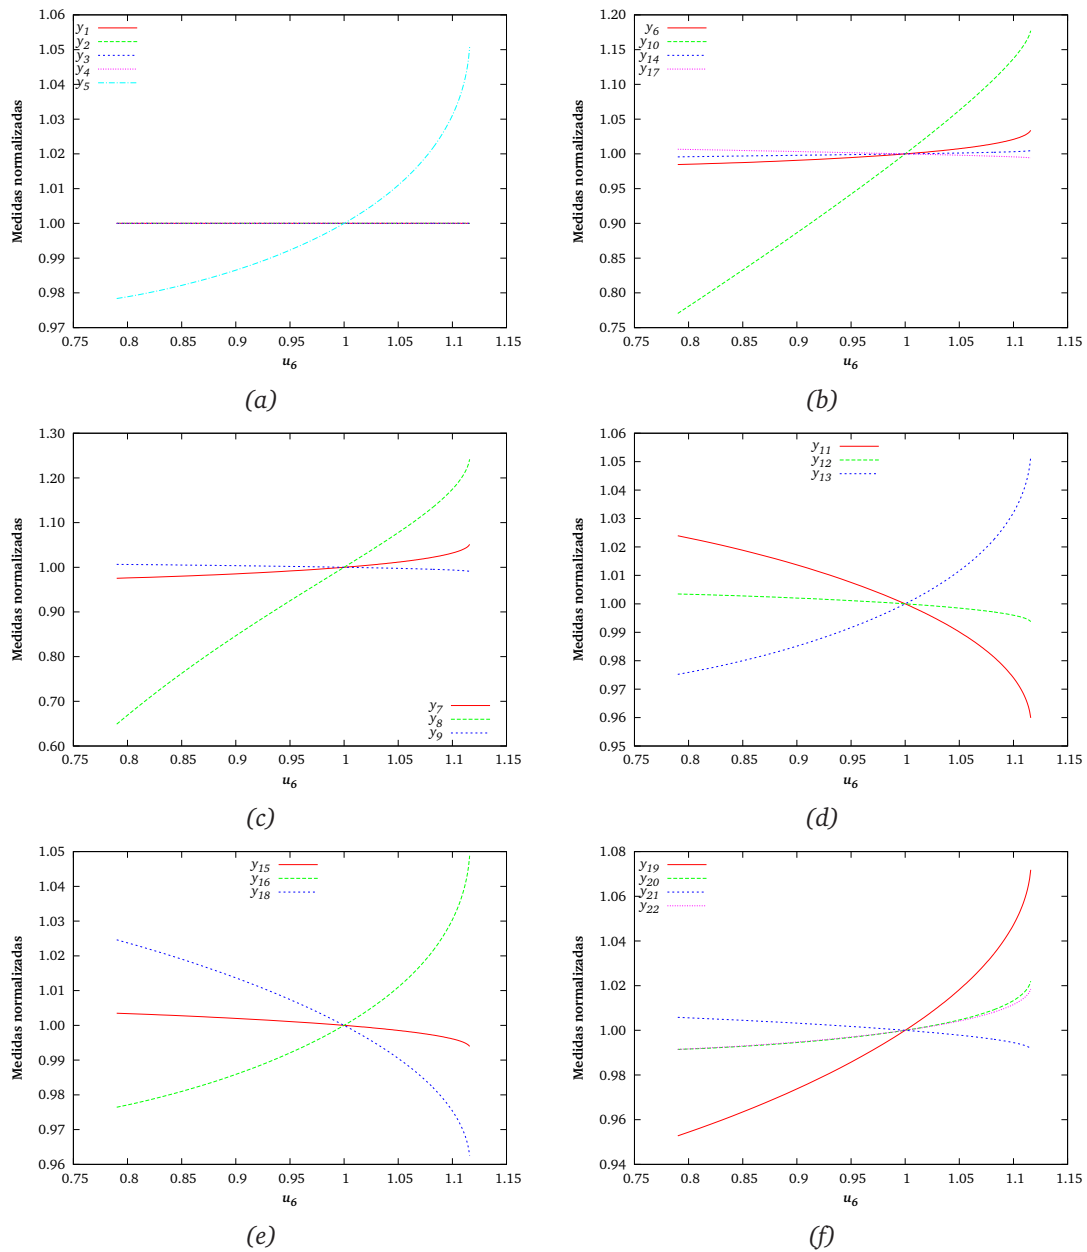 1.06
1.05
1.04
1.03
1.02
1.01
1.00
0.99
0.98
0.97
Medidas normalizadas
y1
y2
y3
y4
y5
0.75 0.8 0.85 0.9 0.95 1 1.05 1.1 1.15
u6
(a)
1.20
1.15
1.10
1.05
1.00
0.95
0.90
0.85
0.80
0.75
Medidas normalizadas
y6
y10
y14
y17
0.75 0.8 0.85 0.9 0.95 1 1.05 1.1 1.15
u6
(b)
1.30
1.20
1.10
1.00
0.90
0.80
0.70
0.60
Medidas normalizadas
y7
y8
y9
0.75 0.8 0.85 0.9 0.95 1 1.05 1.1 1.15
u6
(c)
1.06
1.05
1.04
1.03
1.02
1.01
1.00
0.99
0.98
0.97
0.96
0.95
Medidas normalizadas
y11
y12
y13
0.75 0.8 0.85 0.9 0.95 1 1.05 1.1 1.15
u6
(d)
1.05
1.04
1.03
1.02
1.01
1.00
0.99
0.98
0.97
0.96
Medidas normalizadas
y15
y16
y18
0.75 0.8 0.85 0.9 0.95 1 1.05 1.1 1.15
u6
(e)
1.08
1.06
1.04
1.02
1.00
0.98
0.96
0.94
Medidas normalizadas
y19
y20
y21
y22
0.75 0.8 0.85 0.9 0.95 1 1.05 1.1 1.15
u6
(f)